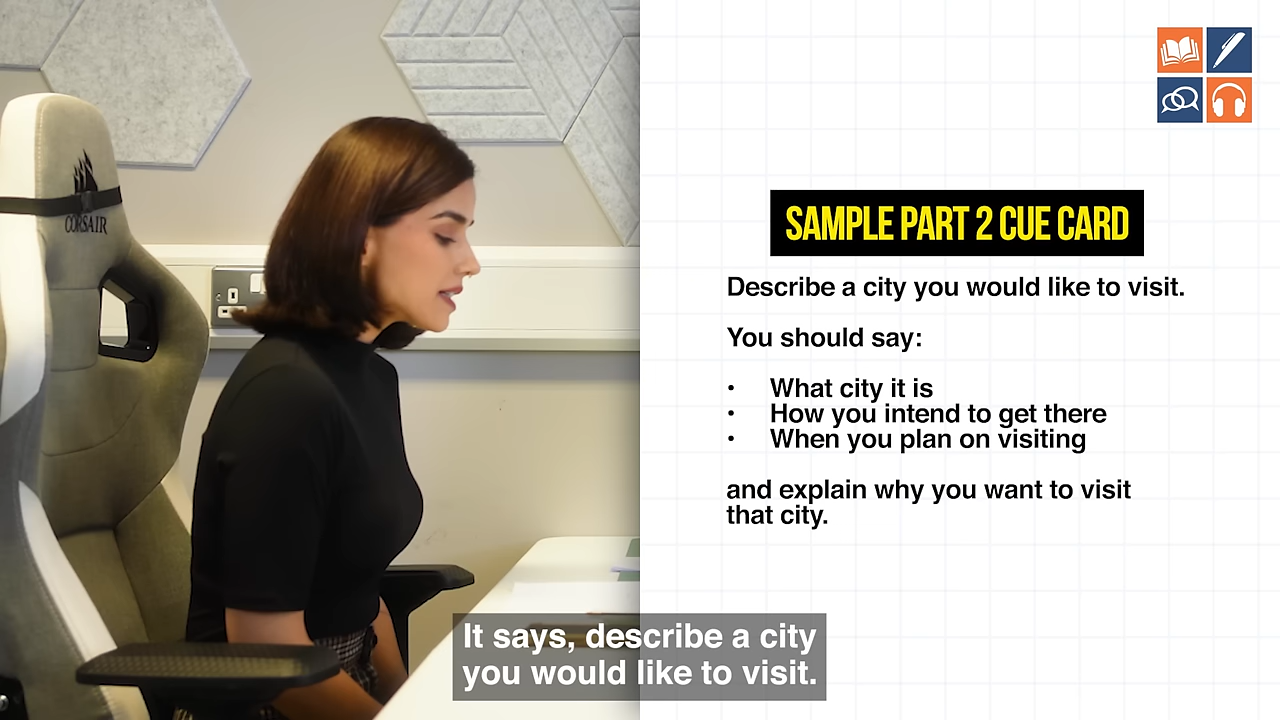 CORSAIR
SAMPLE PART 2 CUE CARD
Describe a city you would like to visit.
You should say:
• What city it is
• How you intend to get there
• When you plan on visiting
and explain why you want to visit
that city.
It says, describe a city
you would like to visit.